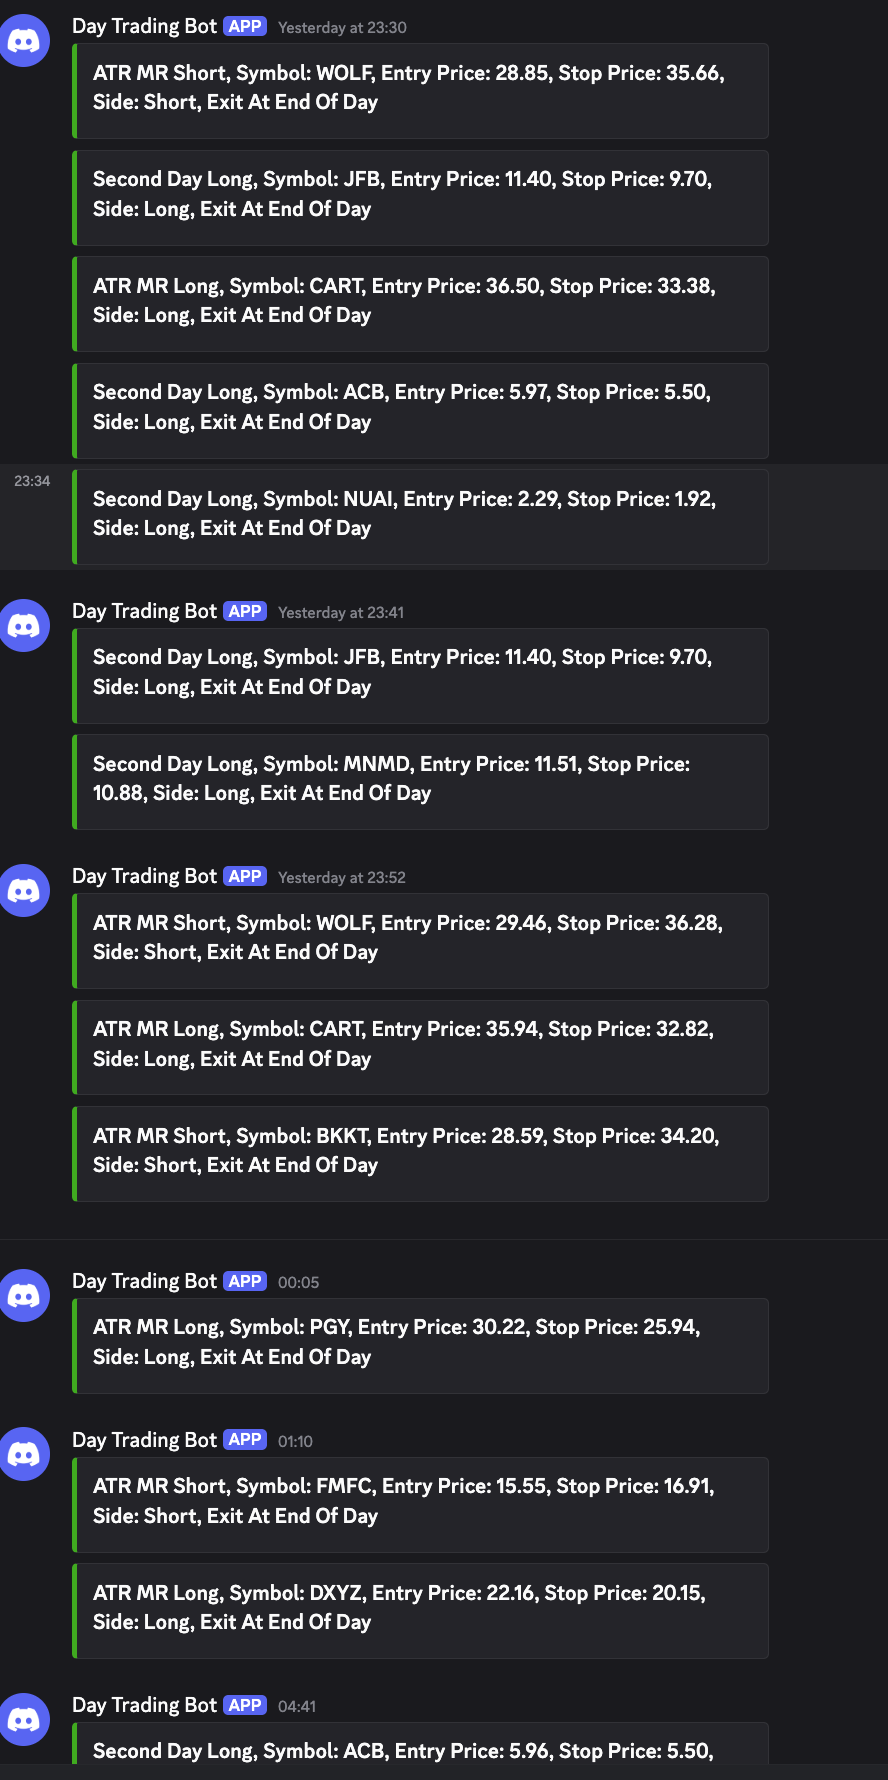 Day Trading Bot APP Yesterday at 23:30
ATR MR Short, Symbol: WOLF, Entry Price: 28.85, Stop Price: 35.66,
Side: Short, Exit At End Of Day
Second Day Long, Symbol: JFB, Entry Price: 11.40, Stop Price: 9.70,
Side: Long, Exit At End Of Day
ATR MR Long, Symbol: CART, Entry Price: 36.50, Stop Price: 33.38,
Side: Long, Exit At End Of Day
Second Day Long, Symbol: ACB, Entry Price: 5.97, Stop Price: 5.50,
Side: Long, Exit At End Of Day
23:34
Second Day Long, Symbol: NUAI, Entry Price: 2.29, Stop Price: 1.92,
Side: Long, Exit At End Of Day
Day Trading Bot APP Yesterday at 23:41
Second Day Long, Symbol: JFB, Entry Price: 11.40, Stop Price: 9.70,
Side: Long, Exit At End Of Day
Second Day Long, Symbol: MNMD, Entry Price: 11.51, Stop Price:
10.88, Side: Long, Exit At End Of Day
Day Trading Bot APP Yesterday at 23:52
ATR MR Short, Symbol: WOLF, Entry Price: 29.46, Stop Price: 36.28,
Side: Short, Exit At End Of Day
ATR MR Long, Symbol: CART, Entry Price: 35.94, Stop Price: 32.82,
Side: Long, Exit At End Of Day
ATR MR Short, Symbol: BKKT, Entry Price: 28.59, Stop Price: 34.20,
Side: Short, Exit At End Of Day
Day Trading Bot APP 00:05
ATR MR Long, Symbol: PGY, Entry Price: 30.22, Stop Price: 25.94,
Side: Long, Exit At End Of Day
Day Trading Bot APP 01:10
ATR MR Short, Symbol: FMFC, Entry Price: 15.55, Stop Price: 16.91,
Side: Short, Exit At End Of Day
ATR MR Long, Symbol: DXYZ, Entry Price: 22.16, Stop Price: 20.15,
Side: Long, Exit At End Of Day
Day Trading Bot APP 04:41
Second Day Long, Symbol: ACB, Entry Price: 5.96, Stop Price: 5.50,